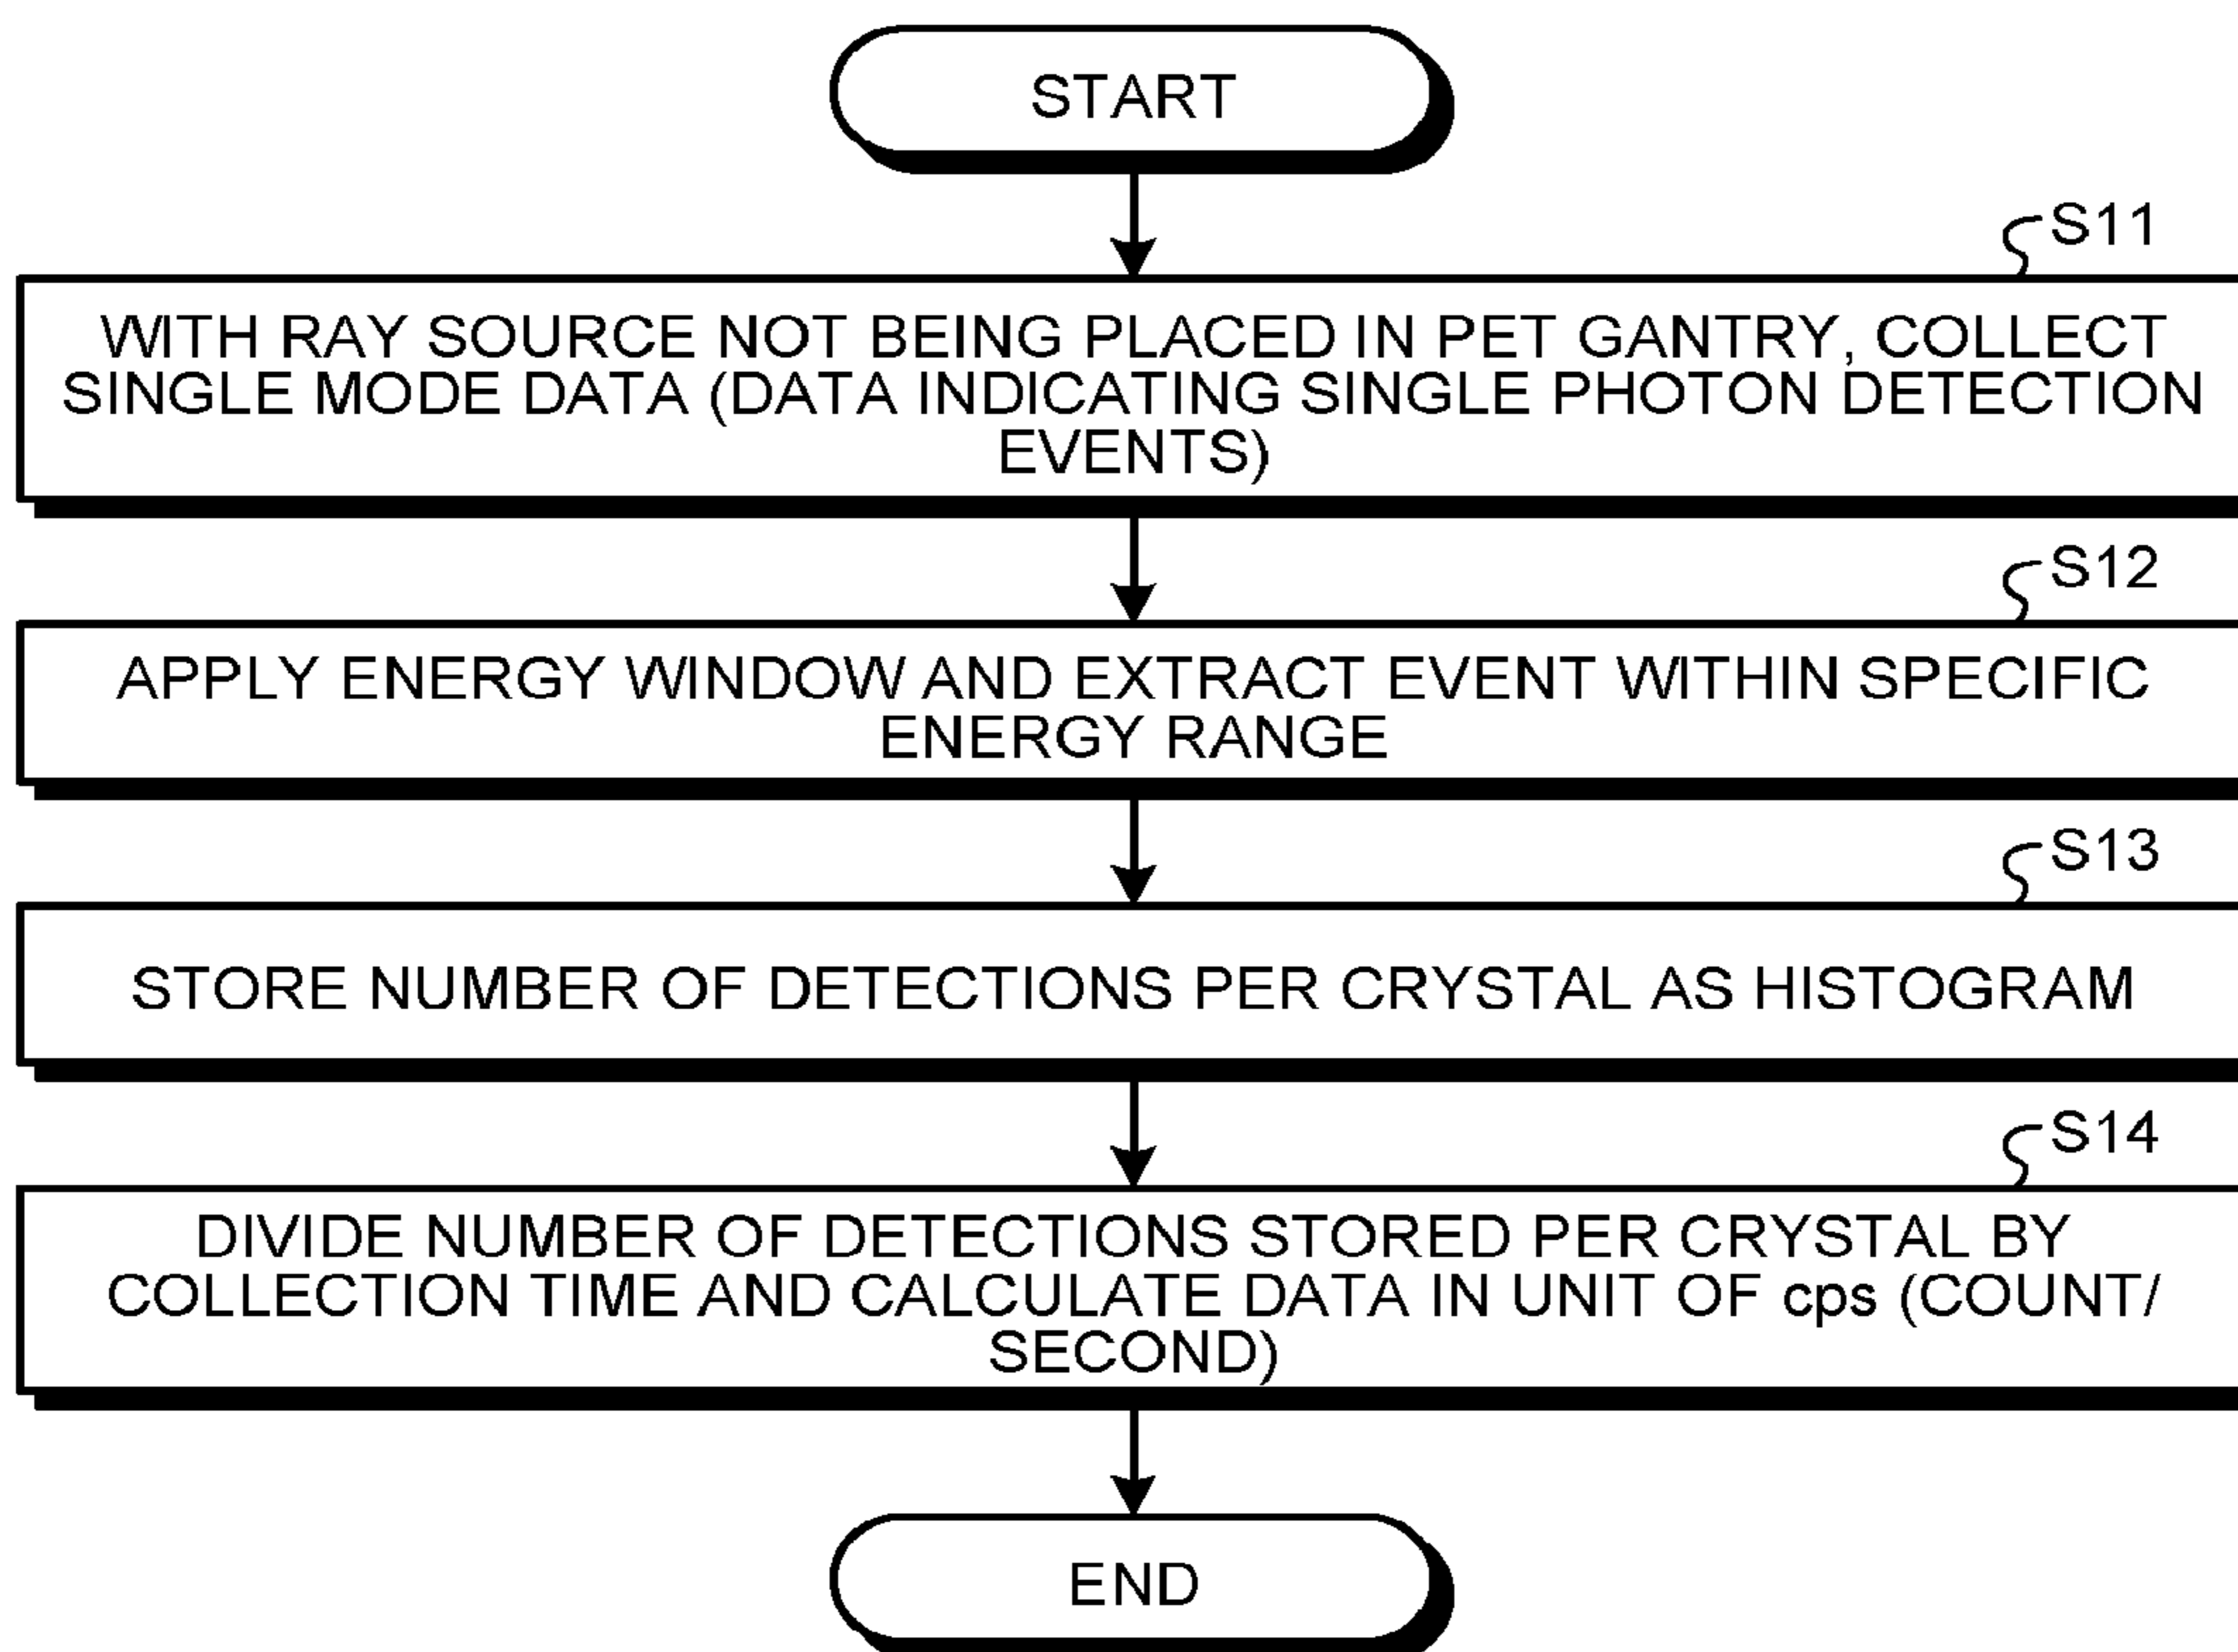 START
S11
WITH RAY SOURCE NOT BEING PLACED IN PET GANTRY, COLLECT
SINGLE MODE DATA (DATA INDICATING SINGLE PHOTON DETECTION
EVENTS)
S12
APPLY ENERGY WINDOW AND EXTRACT EVENT WITHIN SPECIFIC
ENERGY RANGE
S13
STORE NUMBER OF DETECTIONS PER CRYSTAL AS HISTOGRAM
S14
DIVIDE NUMBER OF DETECTIONS STORED PER CRYSTAL BY
COLLECTION TIME AND CALCULATE DATA IN UNIT OF cps (COUNT/
SECOND)
END